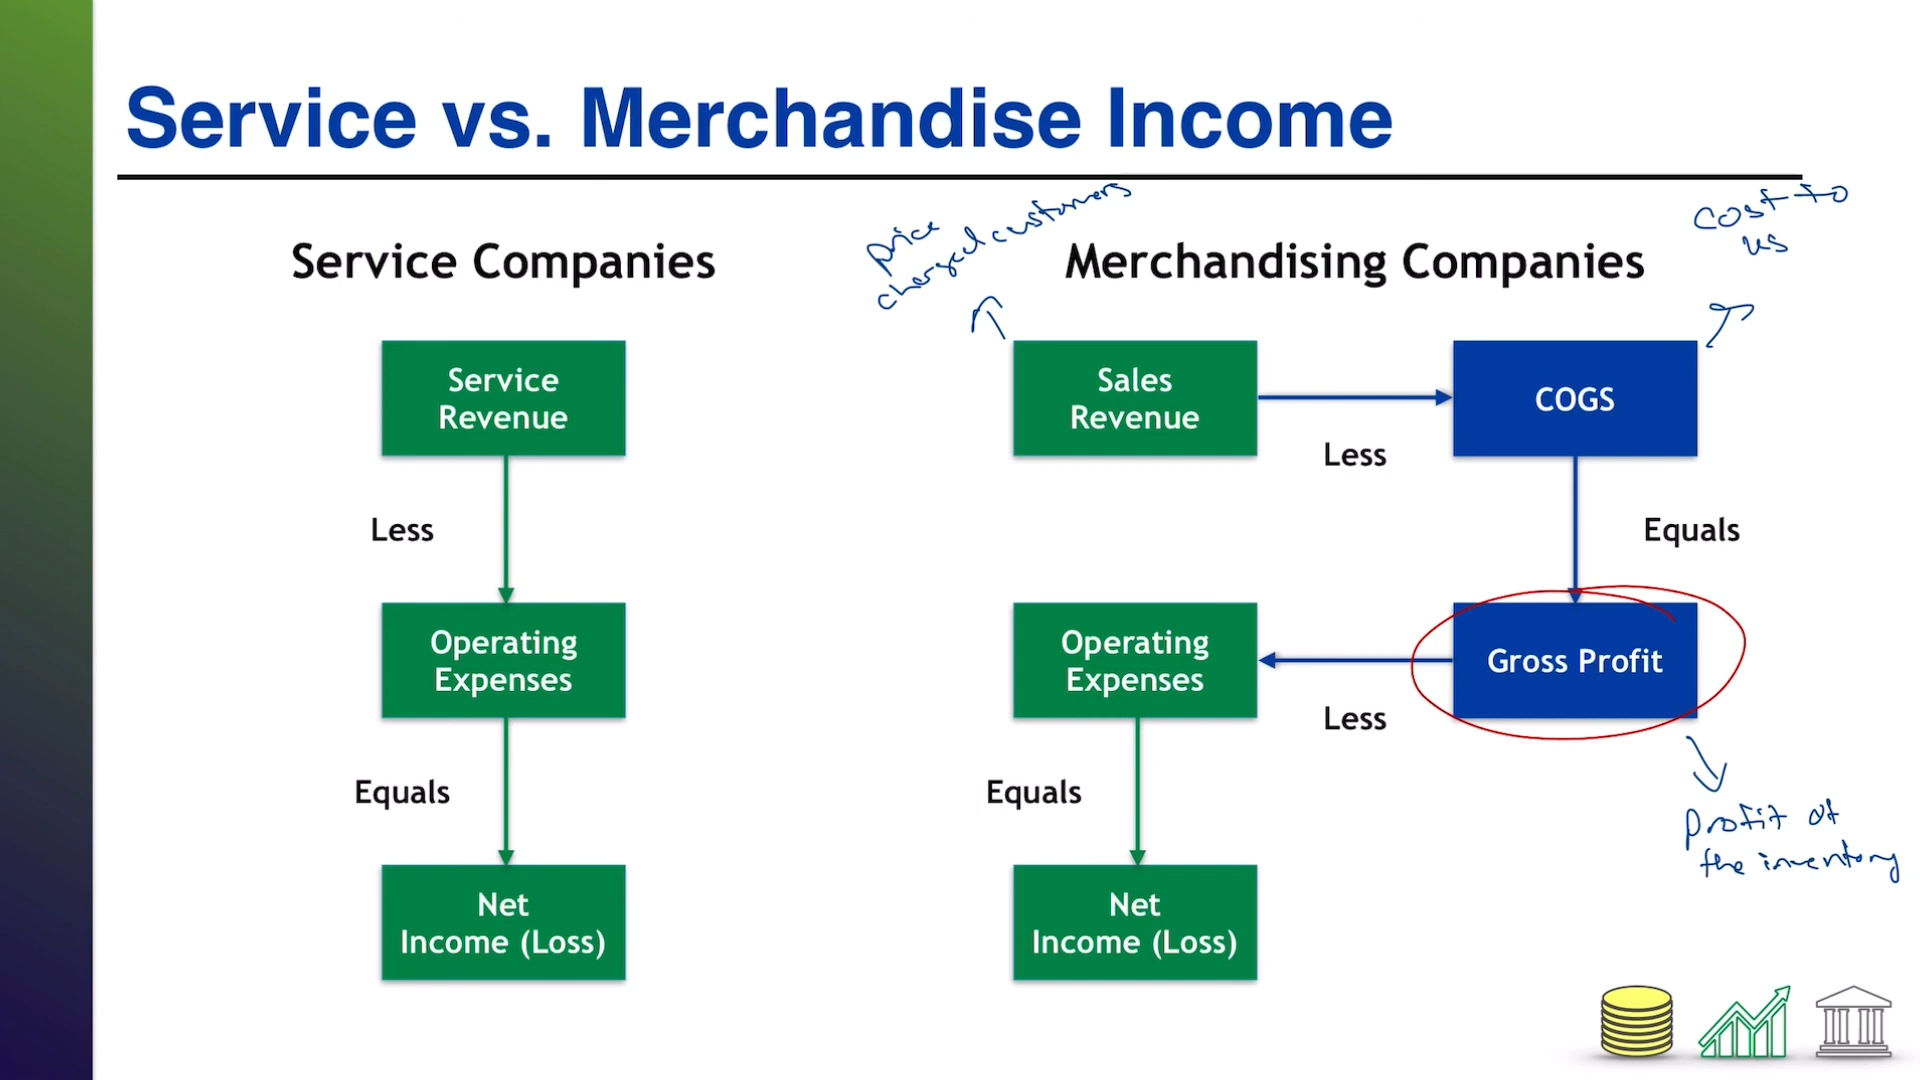 Service vs. Merchandise Income
price
charged customers
cost to
us
Service Companies
Merchandising Companies
Service
Revenue
Sales
Revenue
COGS
Less
Less
Equals
Operating
Expenses
Operating
Expenses
Gross Profit
Less
Equals
Equals
profit of
the inventory
Net
Income (Loss)
Net
Income (Loss)